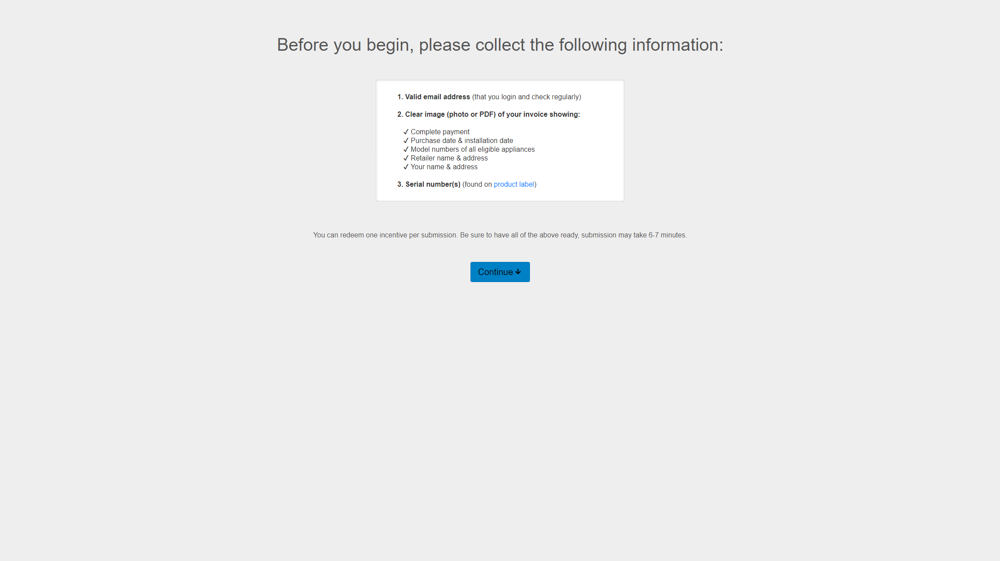 Before you begin, please collect the following information:
1. Valid email address (that you login and check regularly)
2. Clear image (photo or PDF) of your invoice showing:
✓ Complete payment
✓ Purchase date & installation date
✓ Model numbers of all eligible appliances
✓ Retailer name & address
✓ Your name & address
3. Serial number(s) (found on product label)
You can redeem one incentive per submission. Be sure to have all of the above ready, submission may take 6-7 minutes.
Continue